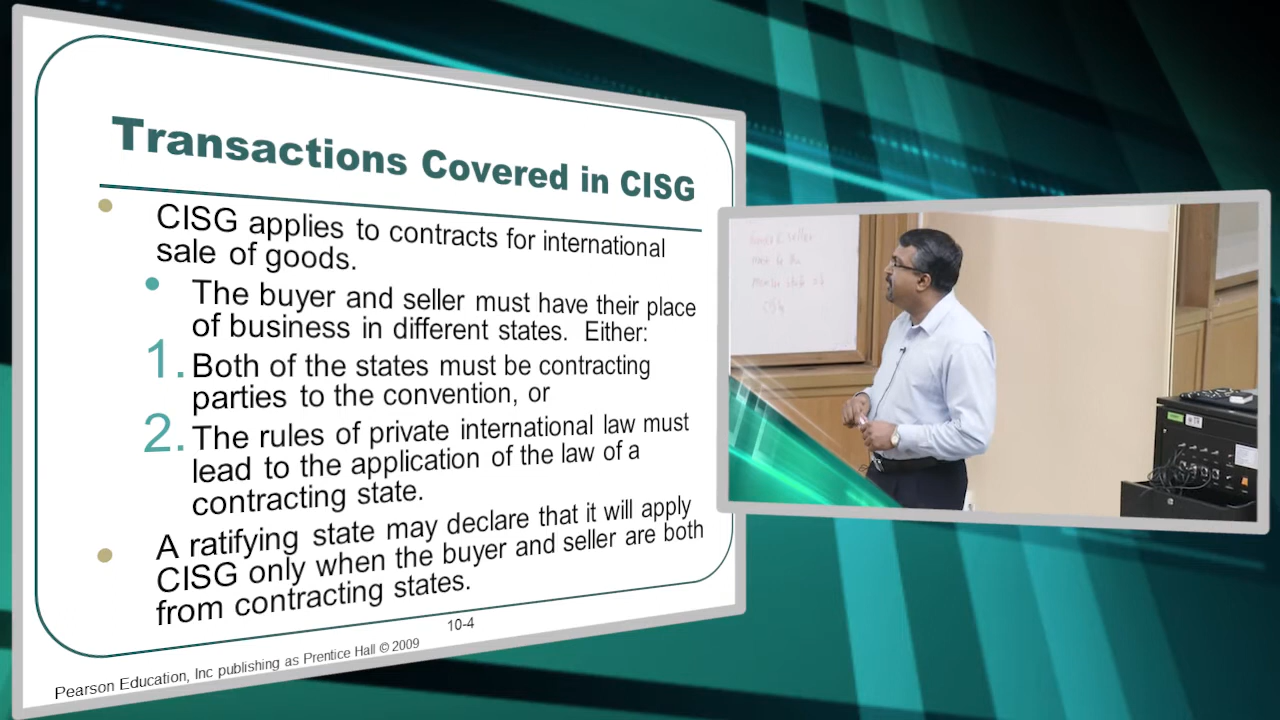 Transactions Covered in CISG
CISG applies to contracts for international
sale of goods.
The buyer and seller must have their place
of business in different states. Either:
1. Both of the states must be contracting
parties to the convention, or
2. The rules of private international law must
lead to the application of the law of a
contracting state.
A ratifying state may declare that it will apply
CISG only when the buyer and seller are both
from contracting states.
10-4
Pearson Education, Inc publishing as Prentice Hall © 2009
seller
CISG